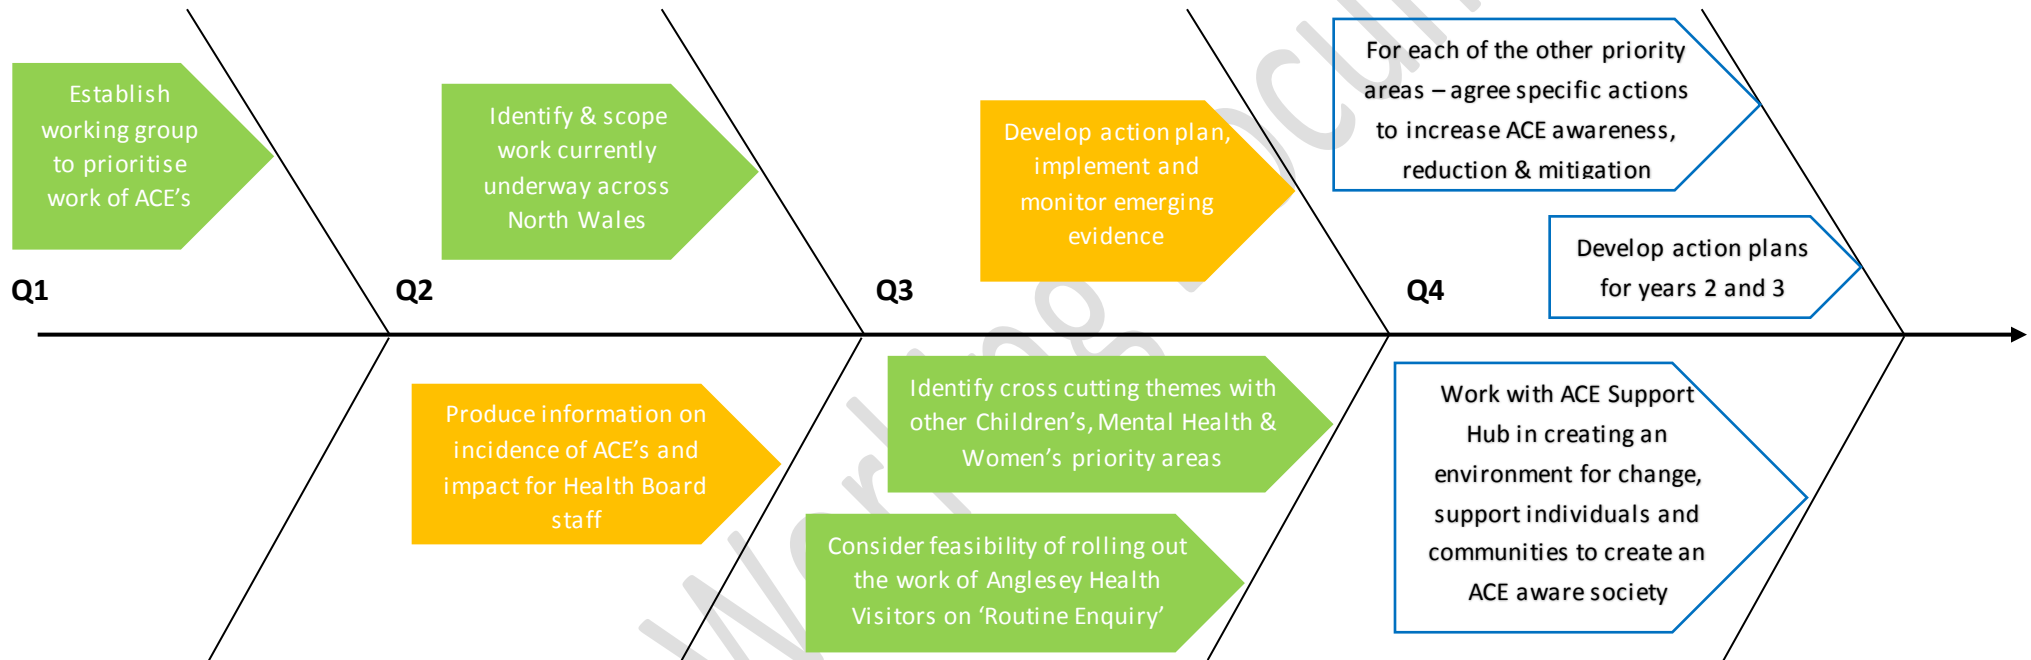 Establish
working group
to prioritise
work of ACE's
Identify & scope
work currently
underway across
North Wales
Develop action plan,
implement and
monitor emerging
evidence
For each of the other priority
areas – agree specific actions
to increase ACE awareness,
reduction & mitigation
Develop action plans
for years 2 and 3
Q1
Q2
Q3
Q4
Produce information on
incidence of ACE's and
impact for Health Board
staff
Identify cross cutting themes with
other Children's, Mental Health &
Women's priority areas
Consider feasibility of rolling out
the work of Anglesey Health
Visitors on 'Routine Enquiry'
Work with ACE Support
Hub in creating an
environment for change,
support individuals and
communities to create an
ACE aware society
Working Docum